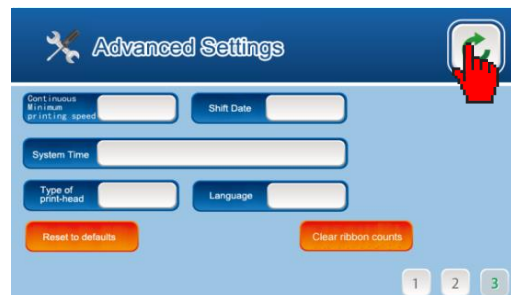 Advanced Settings
Continuous
Minimum
printing speed
Shift Date
System Time
Type of
print-head
Language
Reset to defaults
Clear ribbon counts
1 2 3